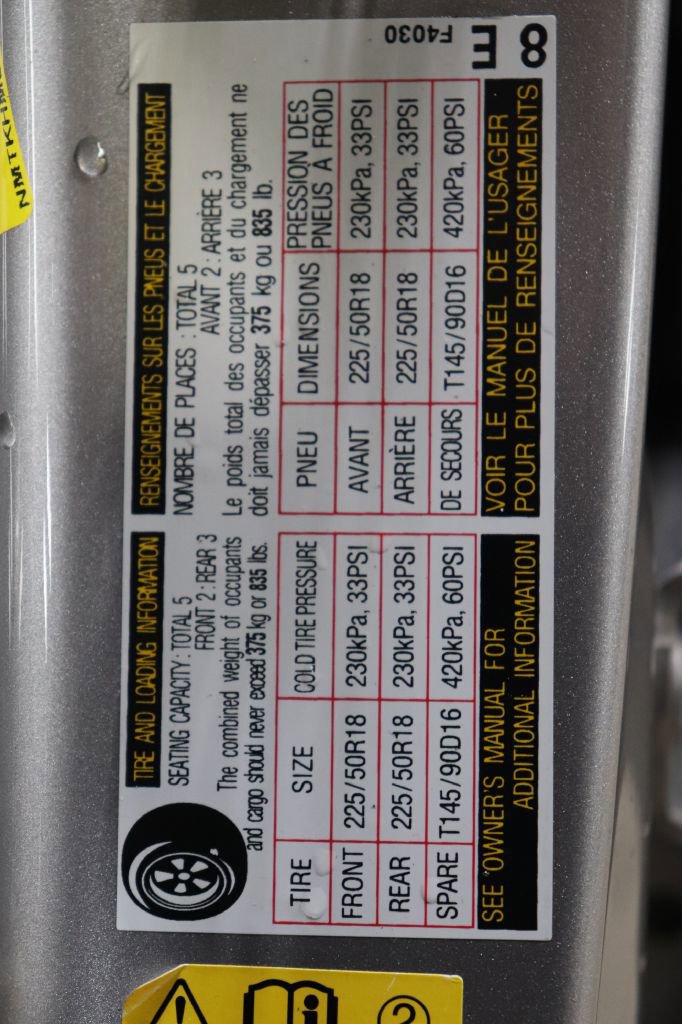 TIRE AND LOADING INFORMATION
SEATING CAPACITY: TOTAL 5
FRONT 2 : REAR 3
The combined weight of occupants
and cargo should never exceed 375 kg or 835 lbs.
TIRE SIZE COLD TIRE PRESSURE
FRONT 225/50R18 230kPa, 33PSI
REAR 225/50R18 230kPa, 33PSI
SPARE T145/90D16 420kPa, 60PSI
SEE OWNER'S MANUAL FOR
ADDITIONAL INFORMATION
RENSEIGNEMENTS SUR LES PNEUS ET LE CHARGEMENT
NOMBRE DE PLACES : TOTAL 5
AVANT 2 : ARRIÈRE 3
Le poids total des occupants et du chargement ne
doit jamais dépasser 375 kg ou 835 lb.
PNEU DIMENSIONS PRESSION DES
PNEUS À FROID
AVANT 225/50R18 230kPa, 33PSI
ARRIÈRE 225/50R18 230kPa, 33PSI
DE SECOURS T145/90D16 420kPa, 60PSI
VOIR LE MANUEL DE L'USAGER
POUR PLUS DE RENSEIGNEMENTS
F4030
8E